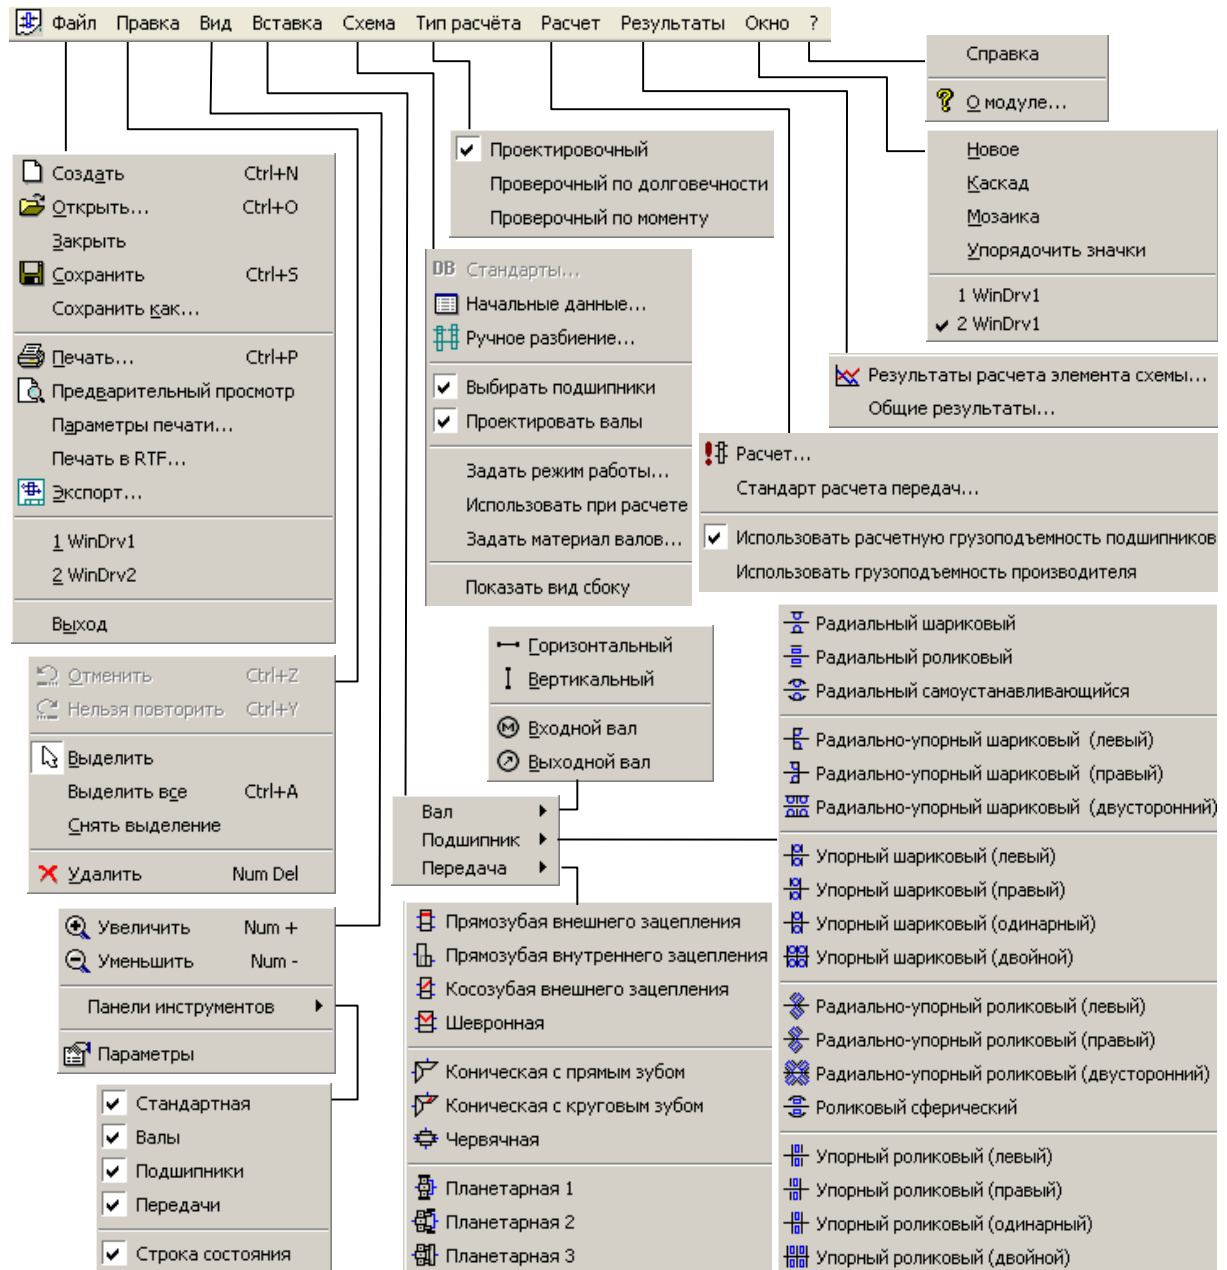 Файл Правка Вид Вставка Схема Тип расчёта Расчет Результаты Окно ?
Справка
О модуле...
Новое
Каскад
Мозаика
Упорядочить значки
1 WinDrv1
2 WinDrv1
Проектировочный
Проверочный по долговечности
Проверочный по моменту
Создать Ctrl+N
Открыть... Ctrl+O
Закрыть
Сохранить Ctrl+S
Сохранить как...
Печать... Ctrl+P
Предварительный просмотр
Параметры печати...
Печать в RTF...
Экспорт...
1 WinDrv1
2 WinDrv2
Выход
DB Стандарты...
Начальные данные...
Ручное разбиение...
Выбирать подшипники
Проектировать валы
Задать режим работы...
Использовать при расчете
Задать материал валов...
Показать вид сбоку
Результаты расчета элемента схемы...
Общие результаты...
Расчет...
Стандарт расчета передач...
Использовать расчетную грузоподъемность подшипников
Использовать грузоподъемность производителя
Отменить Ctrl+Z
Нельзя повторить Ctrl+Y
Выделить
Выделить все Ctrl+A
Снять выделение
Удалить Num Del
Горизонтальный
Вертикальный
M Входной вал
Выходной вал
Вал
Подшипник
Передача
Увеличить Num +
Уменьшить Num -
Панели инструментов
Параметры
Стандартная
Валы
Подшипники
Передачи
Строка состояния
Прямозубая внешнего зацепления
Прямозубая внутреннего зацепления
Косозубая внешнего зацепления
Шевронная
Коническая с прямым зубом
Коническая с круговым зубом
Червячная
Планетарная 1
Планетарная 2
Планетарная 3
Радиальный шариковый
Радиальный роликовый
Радиальный самоустанавливающийся
Радиально-упорный шариковый (левый)
Радиально-упорный шариковый (правый)
Радиально-упорный шариковый (двусторонний)
Упорный шариковый (левый)
Упорный шариковый (правый)
Упорный шариковый (одинарный)
Упорный шариковый (двойной)
Радиально-упорный роликовый (левый)
Радиально-упорный роликовый (правый)
Радиально-упорный роликовый (двусторонний)
Роликовый сферический
Упорный роликовый (левый)
Упорный роликовый (правый)
Упорный роликовый (одинарный)
Упорный роликовый (двойной)